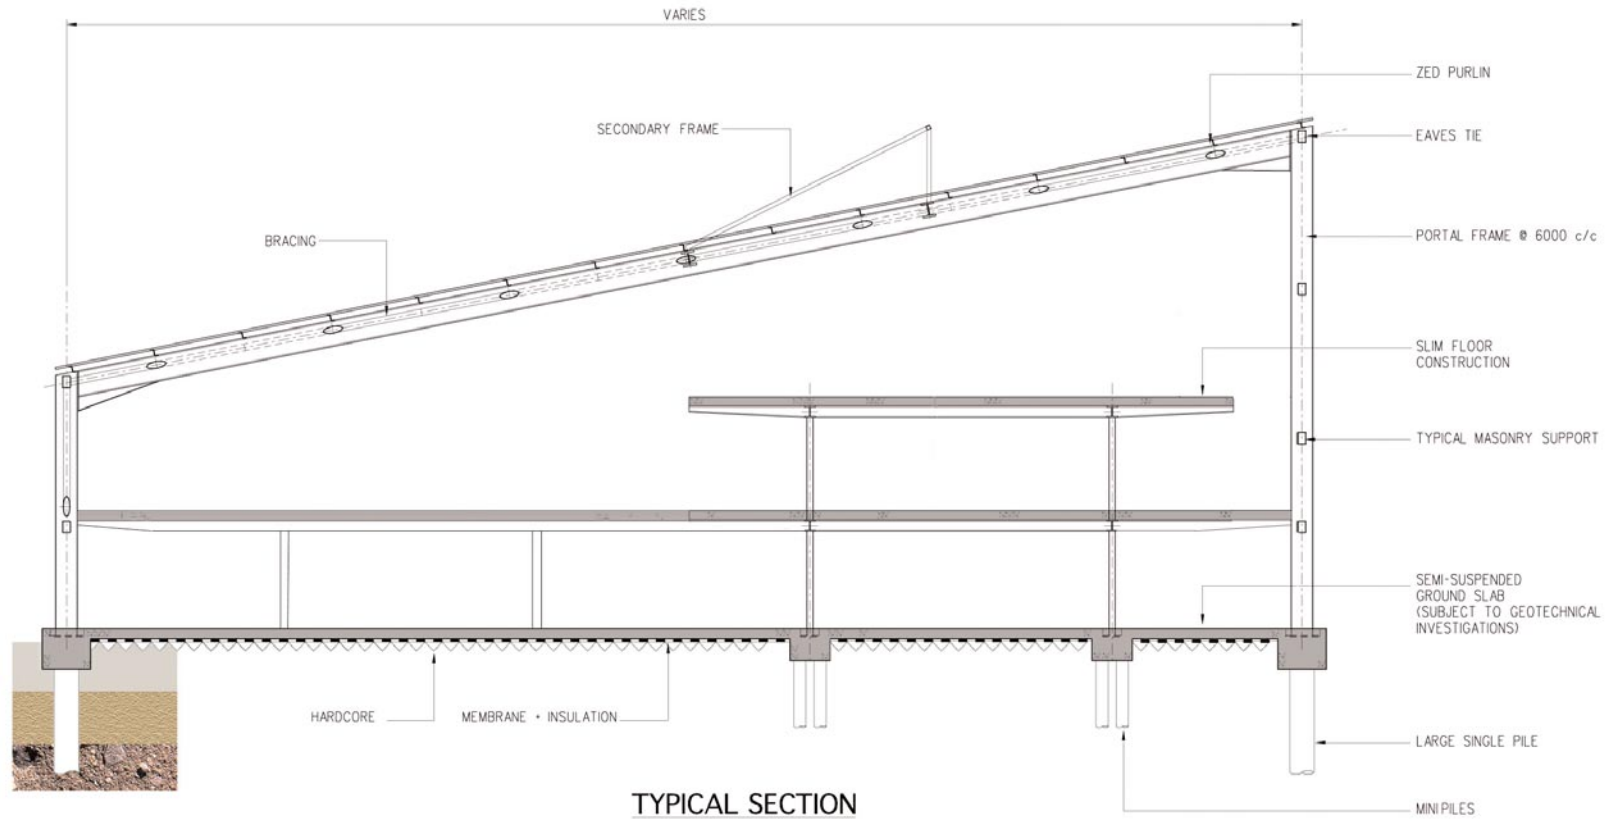 VARIES
ZED PURLIN
SECONDARY FRAME
EAVES TIE
PORTAL FRAME @ 6000 c/c
BRACING
SLIM FLOOR
CONSTRUCTION
TYPICAL MASONRY SUPPORT
SEMI-SUSPENDED
GROUND SLAB
(SUBJECT TO GEOTECHNICAL
INVESTIGATIONS)
HARDCORE
MEMBRANE + INSULATION
LARGE SINGLE PILE
TYPICAL SECTION
MINIPILES